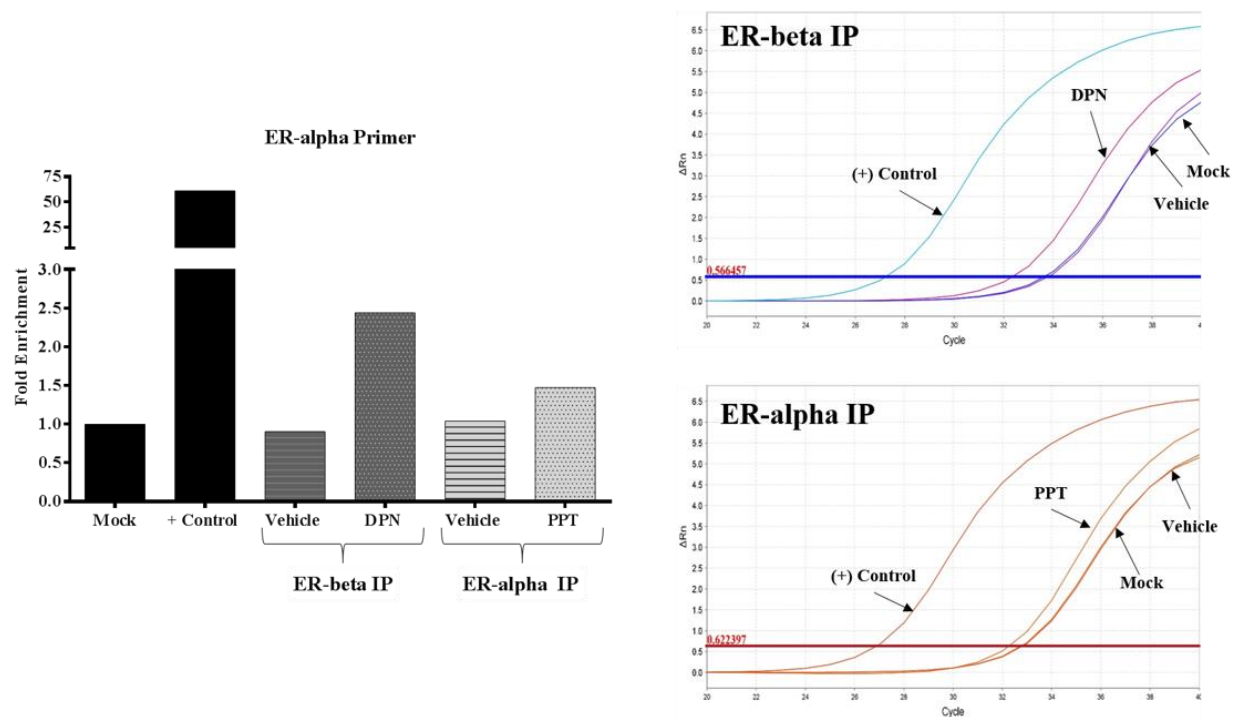 ER-alpha Primer
Fold Enrichment
75
50
25
3.0
2.5
2.0
1.5
1.0
0.5
0.0
Mock + Control Vehicle DPN Vehicle PPT
ER-beta IP ER-alpha IP
ER-beta IP
ΔRn
6.5
6.0
5.5
5.0
4.5
4.0
3.5
3.0
2.5
2.0
1.5
1.0
0.5
0.0
0.566457
(+) Control
DPN
Mock
Vehicle
20 22 24 26 28 30 32 34 36 38 4
Cycle
ER-alpha IP
ΔRn
6.5
6.0
5.5
5.0
4.5
4.0
3.5
3.0
2.5
2.0
1.5
1.0
0.5
0.0
0.622397
(+) Control
PPT
Vehicle
Mock
20 22 24 26 28 30 32 34 36 38 40
Cycle